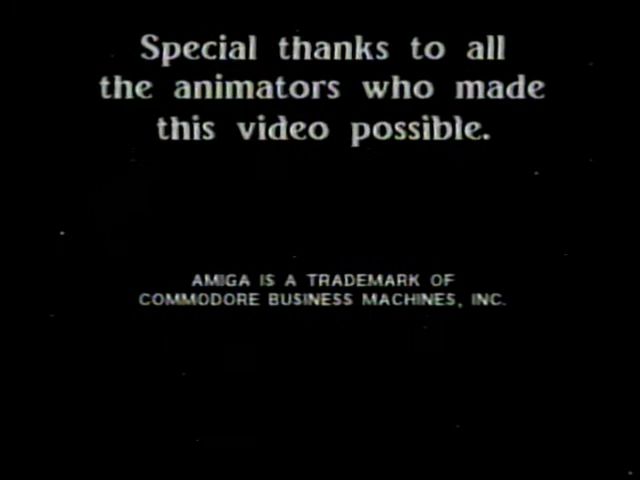 Special thanks to all
the animators who made
this video possible.
AMIGA IS A TRADEMARK OF
COMMODORE BUSINESS MACHINES, INC.